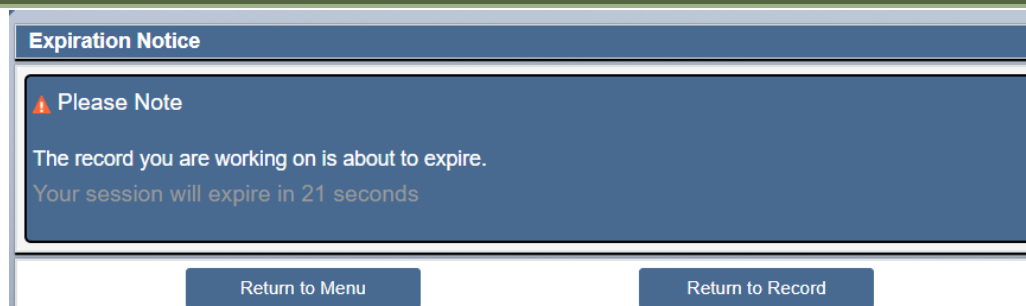 Expiration Notice
Please Note
The record you are working on is about to expire.
Your session will expire in 21 seconds
Return to Menu
Return to Record